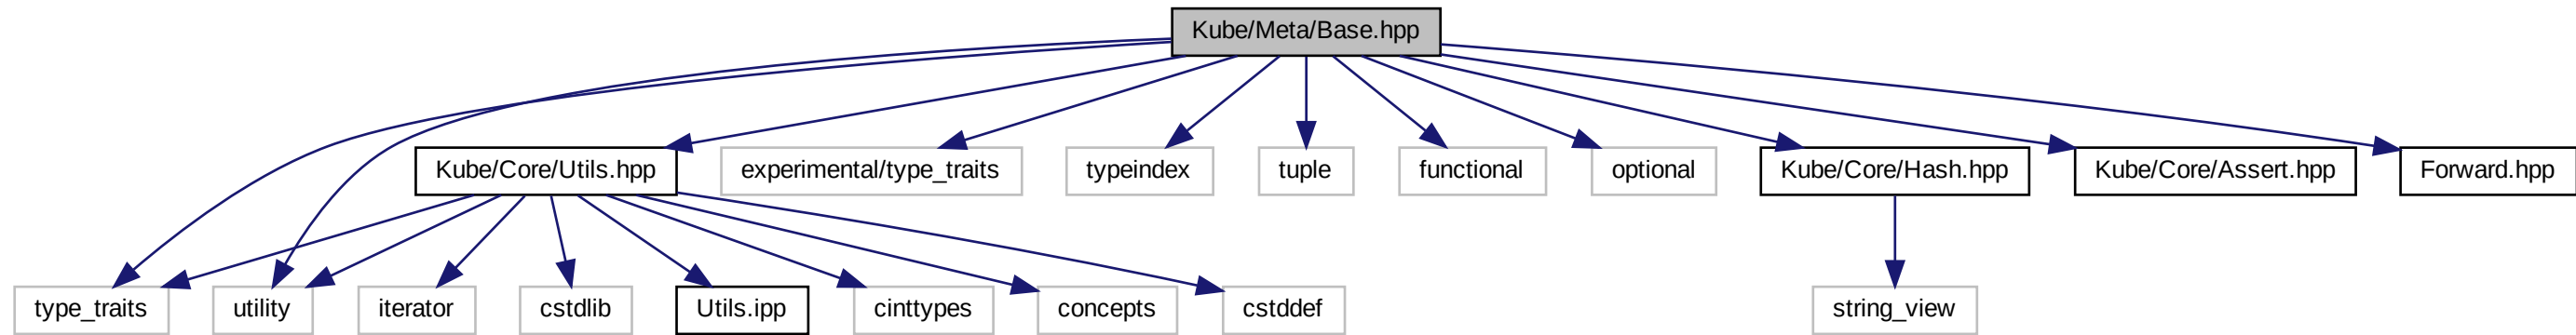 Kube/Meta/Base.hpp
Kube/Core/Utils.hpp
experimental/type_traits
typeindex
tuple
functional
optional
Kube/Core/Hash.hpp
Kube/Core/Assert.hpp
Forward.hpp
type_traits
utility
iterator
cstdlib
Utils.ipp
cinttypes
concepts
cstddef
string_view